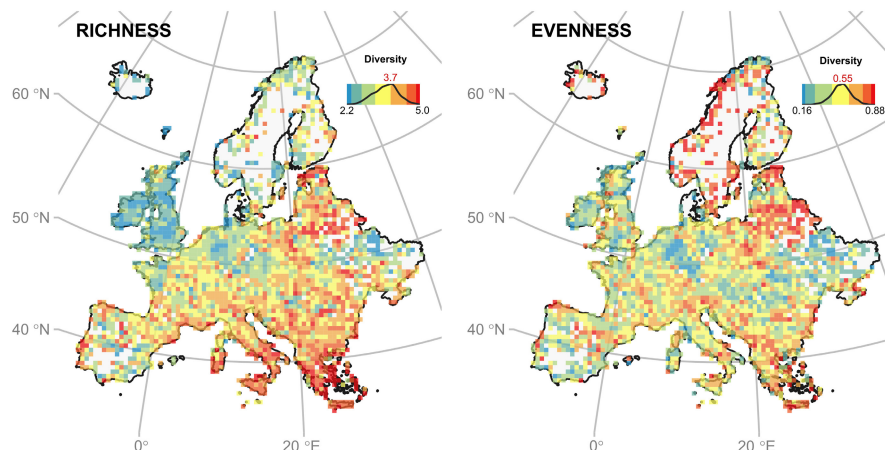 RICHNESS
Diversity
3.7
2.2
5.0
60 °N
50 °N
40 °N
0°
20 °E
EVENNESS
Diversity
0.55
0.16
0.88
60 °N
50 °N
40 °N
0°
20 °E